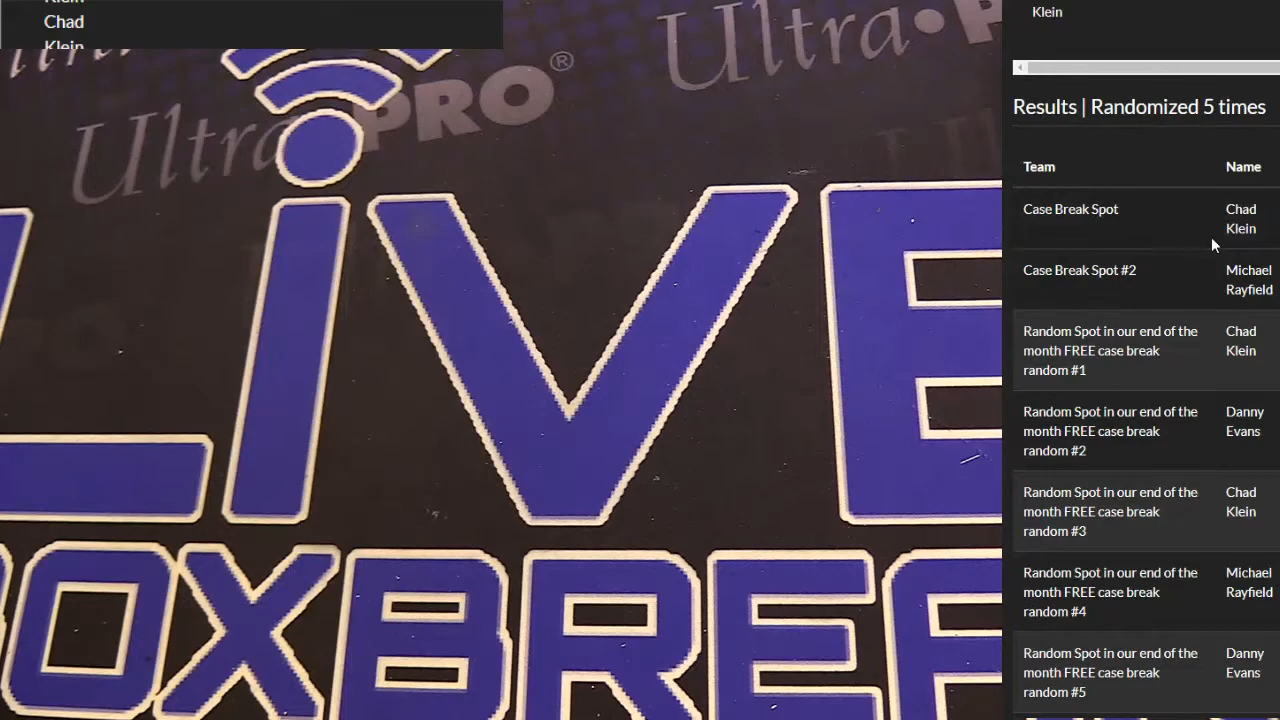 Chad
Klein
Ultra PRO®
Ultra
LiVE
OXBREA
Klein
Results | Randomized 5 times
Team Name
Case Break Spot Chad
Klein
Case Break Spot #2 Michael
Rayfield
Random Spot in our end of the Chad
month FREE case break Klein
random #1
Random Spot in our end of the Danny
month FREE case break Evans
random #2
Random Spot in our end of the Chad
month FREE case break Klein
random #3
Random Spot in our end of the Michael
month FREE case break Rayfield
random #4
Random Spot in our end of the Danny
month FREE case break Evans
random #5